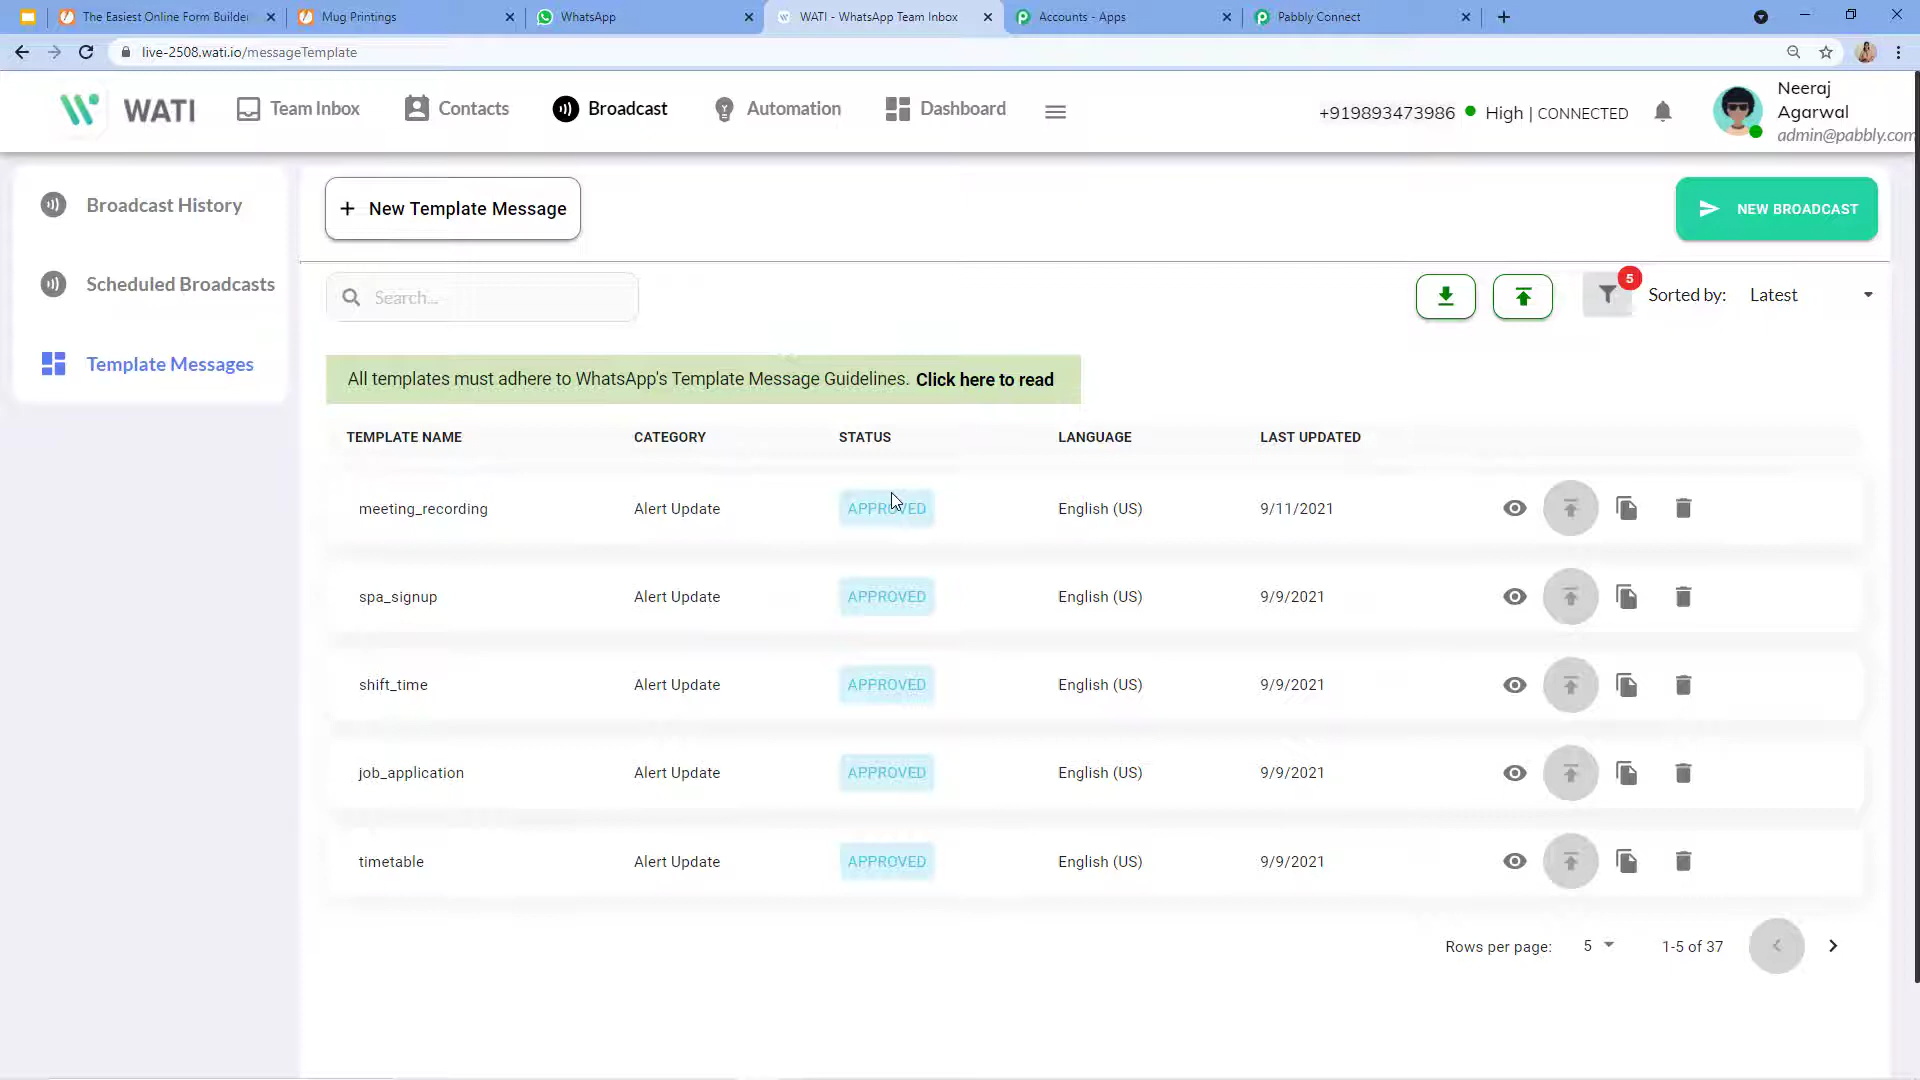 The Easiest Online Form Builder
Mug Printings
WhatsApp
WATI - WhatsApp Team Inbox
Accounts - Apps
Pabbly Connect
live-2508.wati.io/messageTemplate
WATI
Team Inbox
Contacts
Broadcast
Automation
Dashboard
+919893473986
High | CONNECTED
Neeraj
Agarwal
admin@pabbly.com
Broadcast History
Scheduled Broadcasts
Template Messages
+ New Template Message
NEW BROADCAST
Search...
5
Sorted by: Latest
All templates must adhere to WhatsApp's Template Message Guidelines. Click here to read
TEMPLATE NAME CATEGORY STATUS LANGUAGE LAST UPDATED
meeting_recording Alert Update APPROVED English (US) 9/11/2021
spa_signup Alert Update APPROVED English (US) 9/9/2021
shift_time Alert Update APPROVED English (US) 9/9/2021
job_application Alert Update APPROVED English (US) 9/9/2021
timetable Alert Update APPROVED English (US) 9/9/2021
Rows per page: 5 1-5 of 37